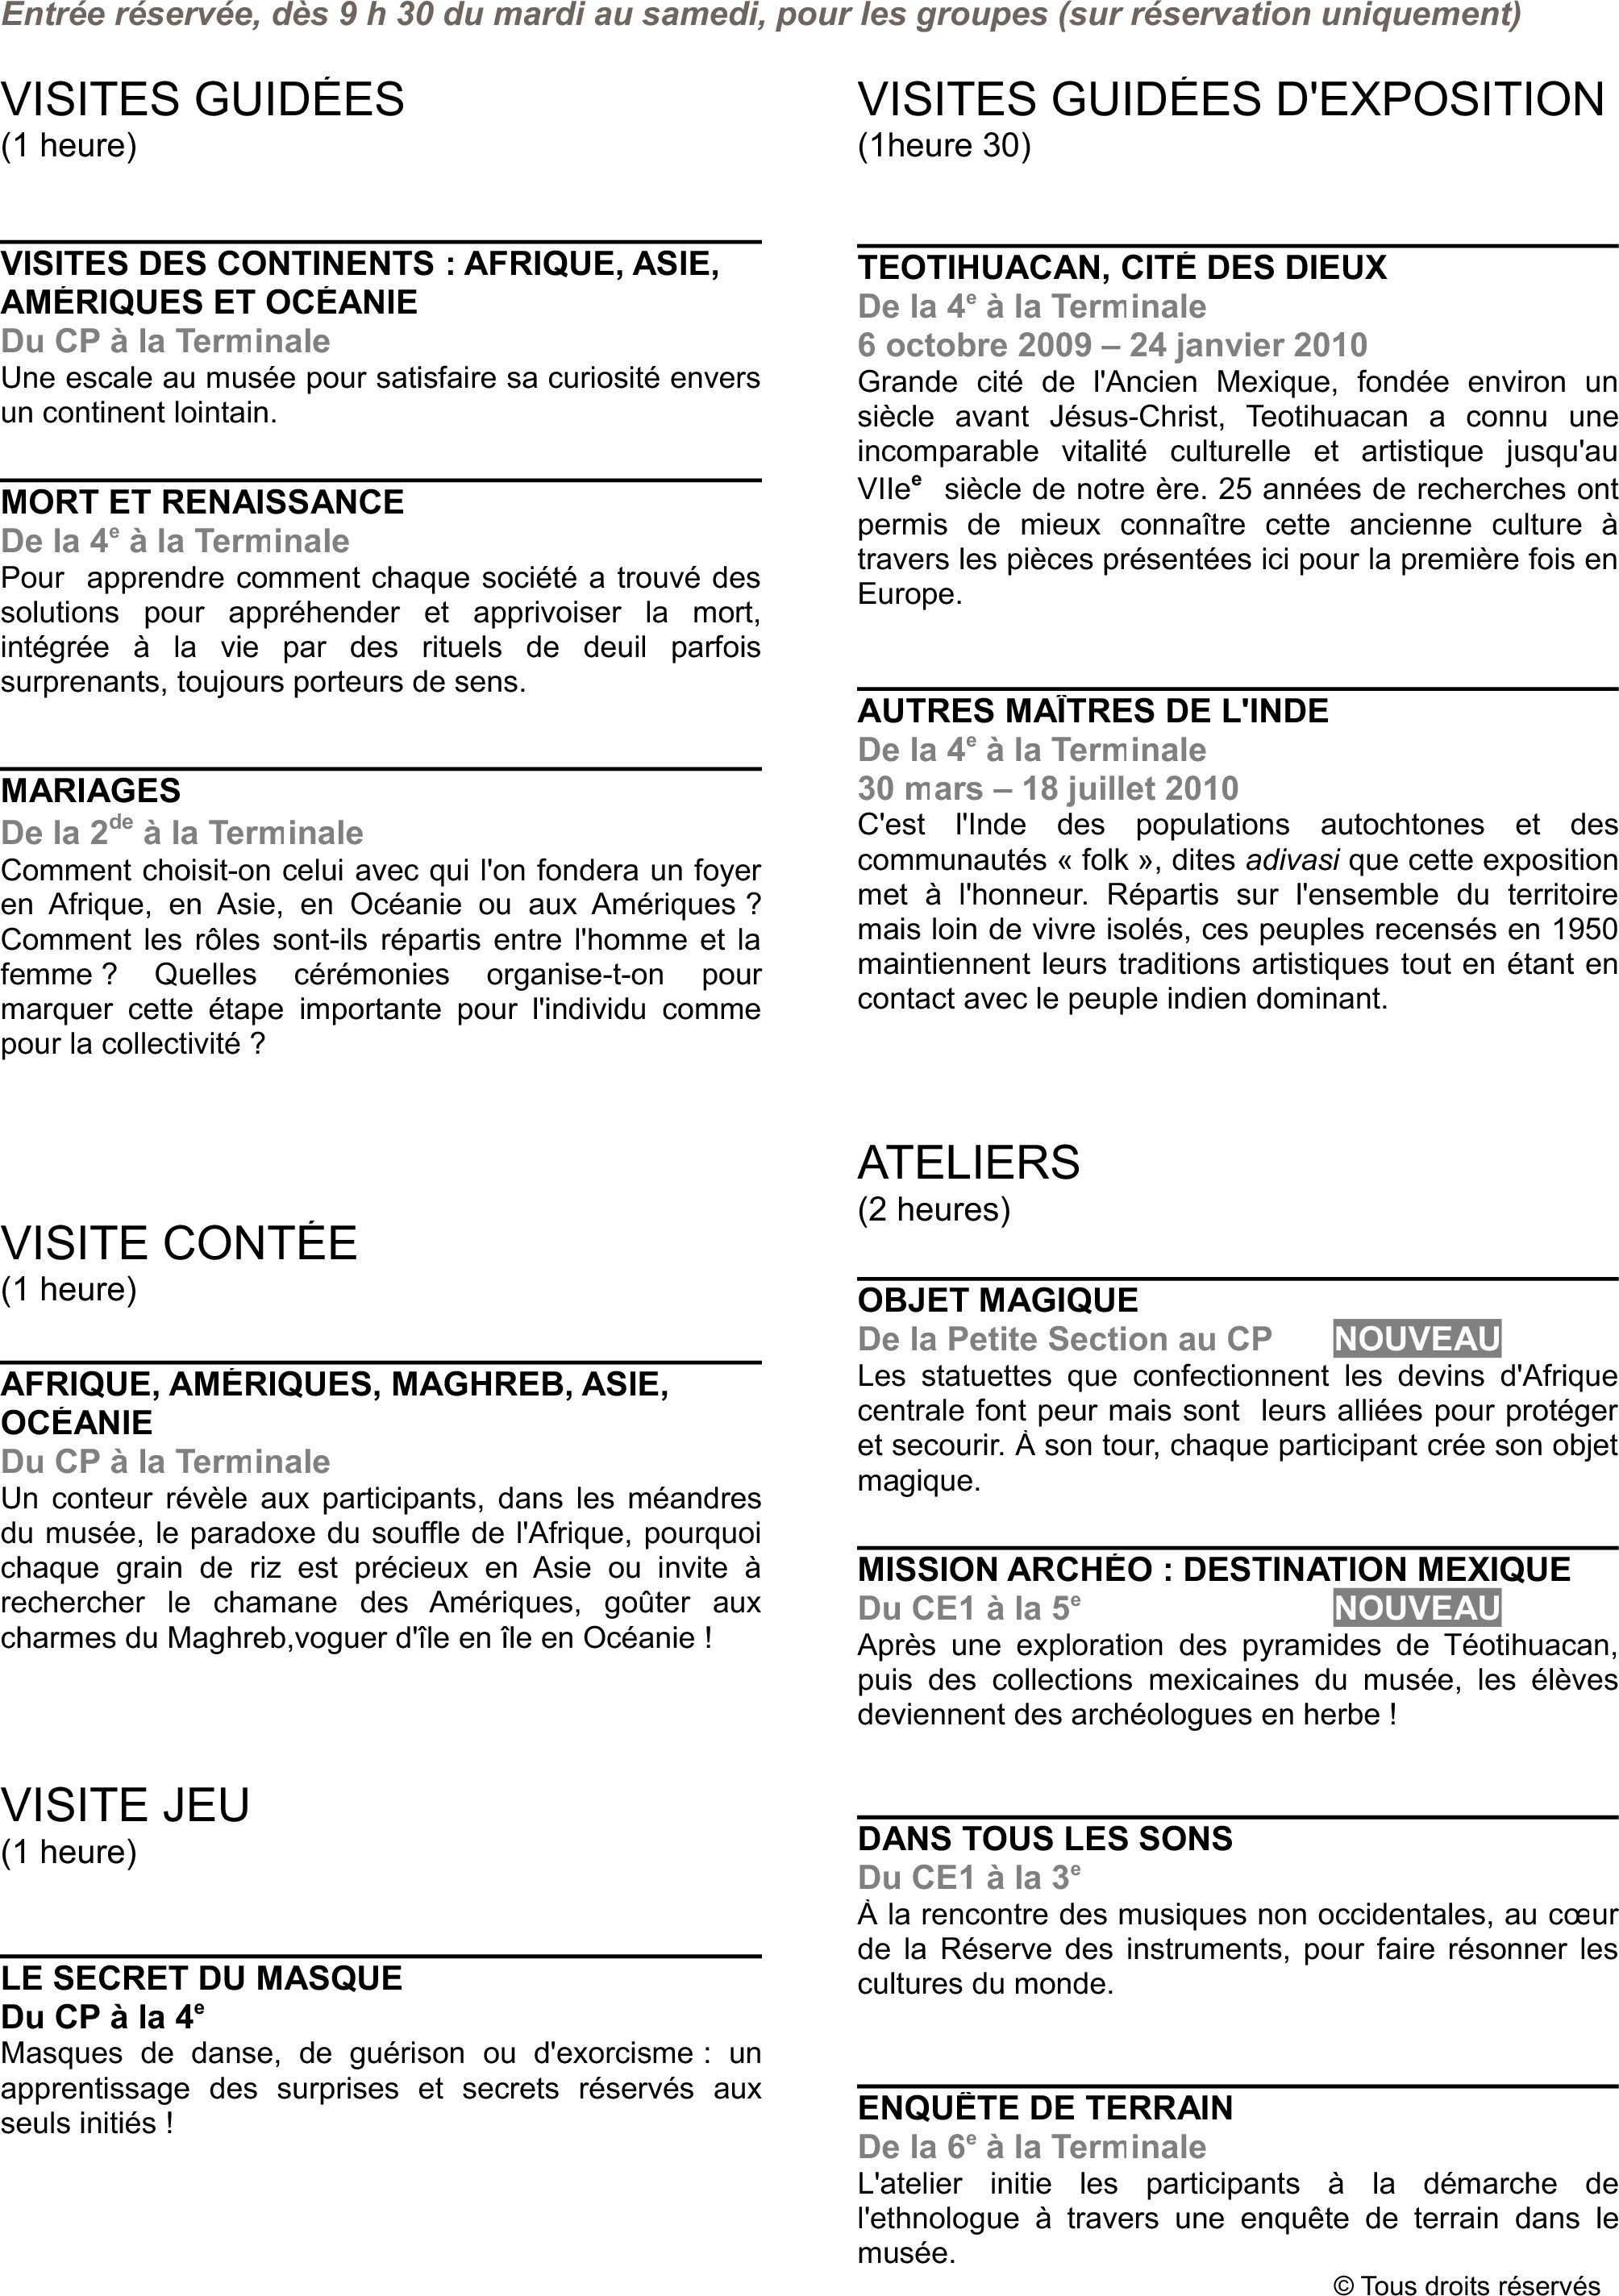 Entrée réservée, dès 9 h 30 du mardi au samedi, pour les groupes (sur réservation uniquement)
VISITES GUIDÉES
(1 heure)
VISITES DES CONTINENTS : AFRIQUE, ASIE,
AMÉRIQUES ET OCÉANIE
Du CP à la Terminale
Une escale au musée pour satisfaire sa curiosité envers
un continent lointain.
MORT ET RENAISSANCE
De la 4e à la Terminale
Pour apprendre comment chaque société a trouvé des
solutions pour appréhender et apprivoiser la mort,
intégrée à la vie par des rituels de deuil parfois
surprenants, toujours porteurs de sens.
MARIAGES
De la 2de à la Terminale
Comment choisit-on celui avec qui l'on fondera un foyer
en Afrique, en Asie, en Océanie ou aux Amériques ?
Comment les rôles sont-ils répartis entre l'homme et la
femme ? Quelles cérémonies organise-t-on pour
marquer cette étape importante pour l'individu comme
pour la collectivité ?
VISITE CONTÉE
(1 heure)
AFRIQUE, AMÉRIQUES, MAGHREB, ASIE,
OCÉANIE
Du CP à la Terminale
Un conteur révèle aux participants, dans les méandres
du musée, le paradoxe du souffle de l'Afrique, pourquoi
chaque grain de riz est précieux en Asie ou invite à
rechercher le chamane des Amériques, goûter aux
charmes du Maghreb,voguer d'île en île en Océanie !
VISITE JEU
(1 heure)
LE SECRET DU MASQUE
Du CP à la 4e
Masques de danse, de guérison ou d'exorcisme : un
apprentissage des surprises et secrets réservés aux
seuls initiés !
VISITES GUIDÉES D'EXPOSITION
(1heure 30)
TEOTIHUACAN, CITÉ DES DIEUX
De la 4e à la Terminale
6 octobre 2009 – 24 janvier 2010
Grande cité de l'Ancien Mexique, fondée environ un
siècle avant Jésus-Christ, Teotihuacan a connu une
incomparable vitalité culturelle et artistique jusqu'au
VIIee siècle de notre ère. 25 années de recherches ont
permis de mieux connaître cette ancienne culture à
travers les pièces présentées ici pour la première fois en
Europe.
AUTRES MAÎTRES DE L'INDE
De la 4e à la Terminale
30 mars – 18 juillet 2010
C'est l'Inde des populations autochtones et des
communautés « folk », dites adivasi que cette exposition
met à l'honneur. Répartis sur l'ensemble du territoire
mais loin de vivre isolés, ces peuples recensés en 1950
maintiennent leurs traditions artistiques tout en étant en
contact avec le peuple indien dominant.
ATELIERS
(2 heures)
OBJET MAGIQUE
De la Petite Section au CP NOUVEAU
Les statuettes que confectionnent les devins d'Afrique
centrale font peur mais sont leurs alliées pour protéger
et secourir. À son tour, chaque participant crée son objet
magique.
MISSION ARCHÉO : DESTINATION MEXIQUE
Du CE1 à la 5e NOUVEAU
Après une exploration des pyramides de Téotihuacan,
puis des collections mexicaines du musée, les élèves
deviennent des archéologues en herbe !
DANS TOUS LES SONS
Du CE1 à la 3e
À la rencontre des musiques non occidentales, au cœur
de la Réserve des instruments, pour faire résonner les
cultures du monde.
ENQUÊTE DE TERRAIN
De la 6e à la Terminale
L'atelier initie les participants à la démarche de
l'ethnologue à travers une enquête de terrain dans le
musée.
© Tous droits réservés